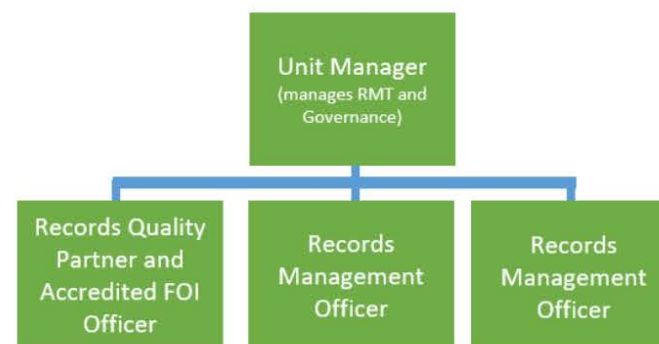 Unit Manager
(manages RMT and
Governance)
Records Quality
Partner and
Accredited FOI
Officer
Records
Management
Officer
Records
Management
Officer